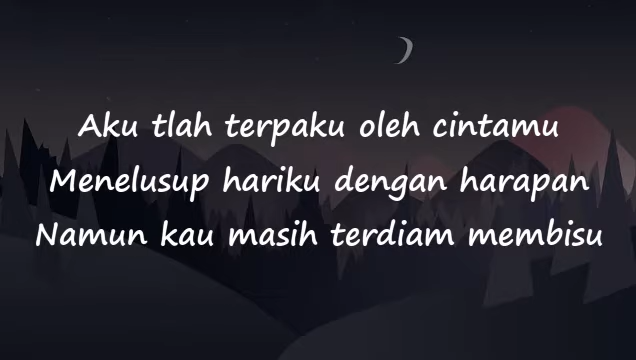 Aku tlah terpaku oleh cintamu
Menelusup hariku dengan harapan
Namun kau masih terdiam membisu